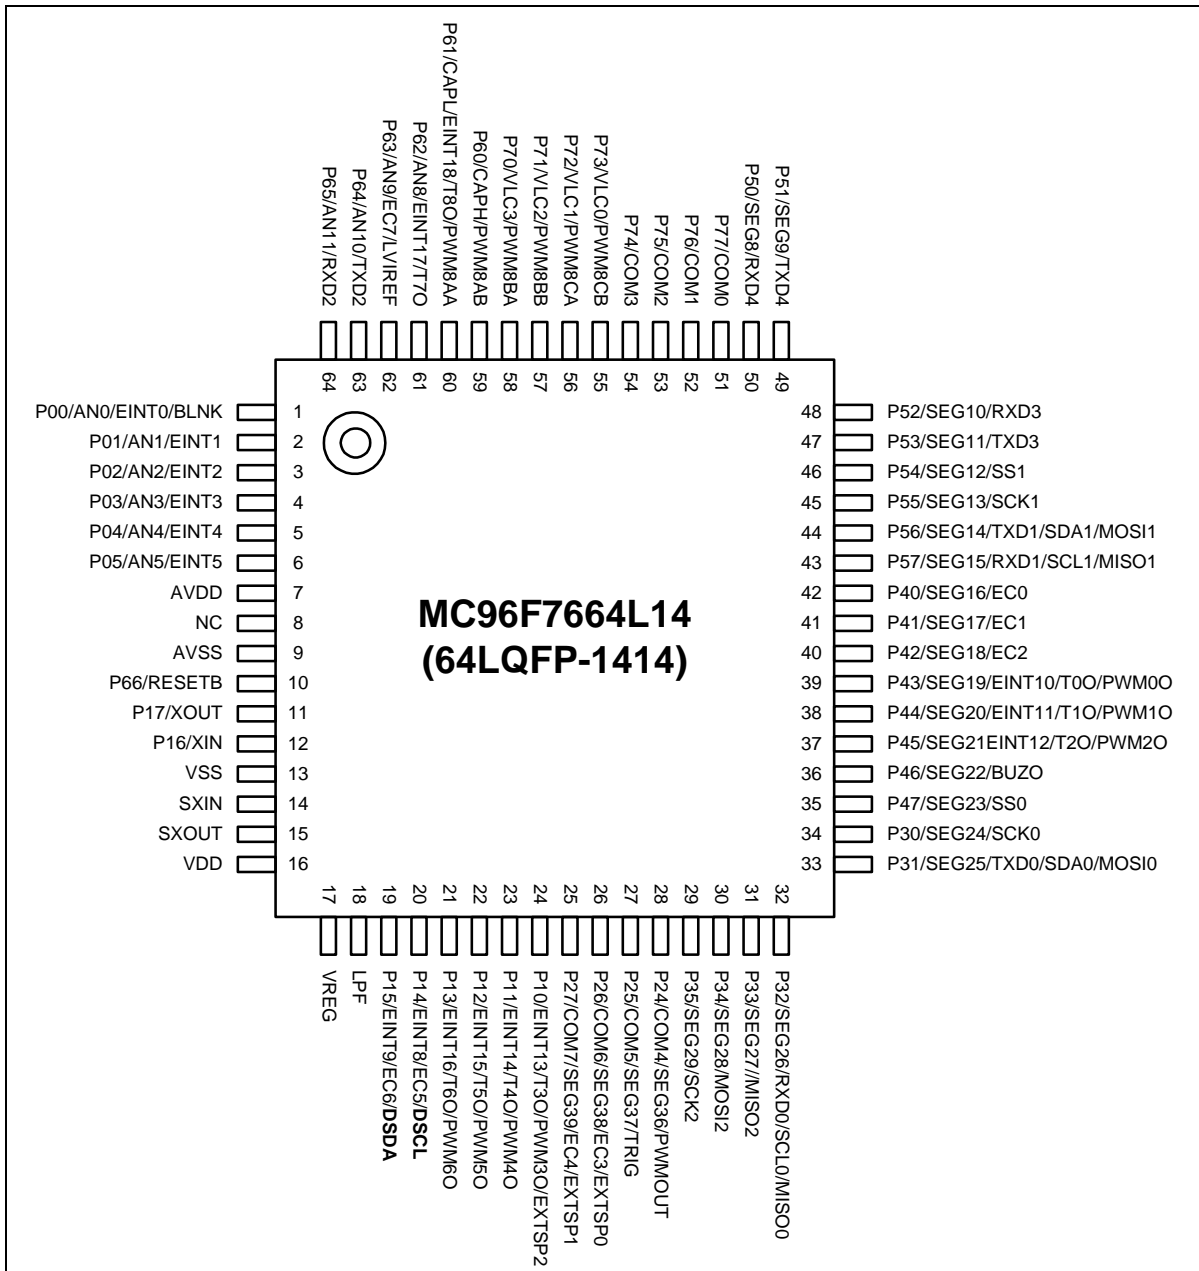 P65/AN11/RXD2
P64/AN10/TXD2
P63/AN9/EC7/LVIREF
P62/AN8/EINT17/T7O
P61/CAPL/EINT18/T8O/PWM8AA
P60/CAPH/PWM8AB
P70/VLC3/PWM8BA
P71/VLC2/PWM8BB
P72/VLC1/PWM8CA
P73/VLC0/PWM8CB
P74/COM3
P75/COM2
P76/COM1
P77/COM0
P50/SEG8/RXD4
P51/SEG9/TXD4
64 63 62 61 60 59 58 57 56 55 54 53 52 51 50 49
P00/AN0/EINT0/BLNK 1
P01/AN1/EINT1 2
P02/AN2/EINT2 3
P03/AN3/EINT3 4
P04/AN4/EINT4 5
P05/AN5/EINT5 6
AVDD 7
NC 8
AVSS 9
P66/RESETB 10
P17/XOUT 11
P16/XIN 12
VSS 13
SXIN 14
SXOUT 15
VDD 16
MC96F7664L14
(64LQFP-1414)
48 P52/SEG10/RXD3
47 P53/SEG11/TXD3
46 P54/SEG12/SS1
45 P55/SEG13/SCK1
44 P56/SEG14/TXD1/SDA1/MOSI1
43 P57/SEG15/RXD1/SCL1/MISO1
42 P40/SEG16/EC0
41 P41/SEG17/EC1
40 P42/SEG18/EC2
39 P43/SEG19/EINT10/T0O/PWM0O
38 P44/SEG20/EINT11/T1O/PWM1O
37 P45/SEG21EINT12/T2O/PWM2O
36 P46/SEG22/BUZO
35 P47/SEG23/SS0
34 P30/SEG24/SCK0
33 P31/SEG25/TXD0/SDA0/MOSI0
17 18 19 20 21 22 23 24 25 26 27 28 29 30 31 32
VREG
LPF
P15/EINT9/EC6/DSDA
P14/EINT8/EC5/DSCL
P13/EINT16/T6O/PWM6O
P12/EINT15/T5O/PWM5O
P11/EINT14/T4O/PWM4O
P10/EINT13/T3O/PWM3O/EXTSP2
P27/COM7/SEG39/EC4/EXTSP1
P26/COM6/SEG38/EC3/EXTSP0
P25/COM5/SEG37/TRIG
P24/COM4/SEG36/PWMOUT
P35/SEG29/SCK2
P34/SEG28/MOSI2
P33/SEG27//MISO2
P32/SEG26/RXD0/SCL0/MISO0